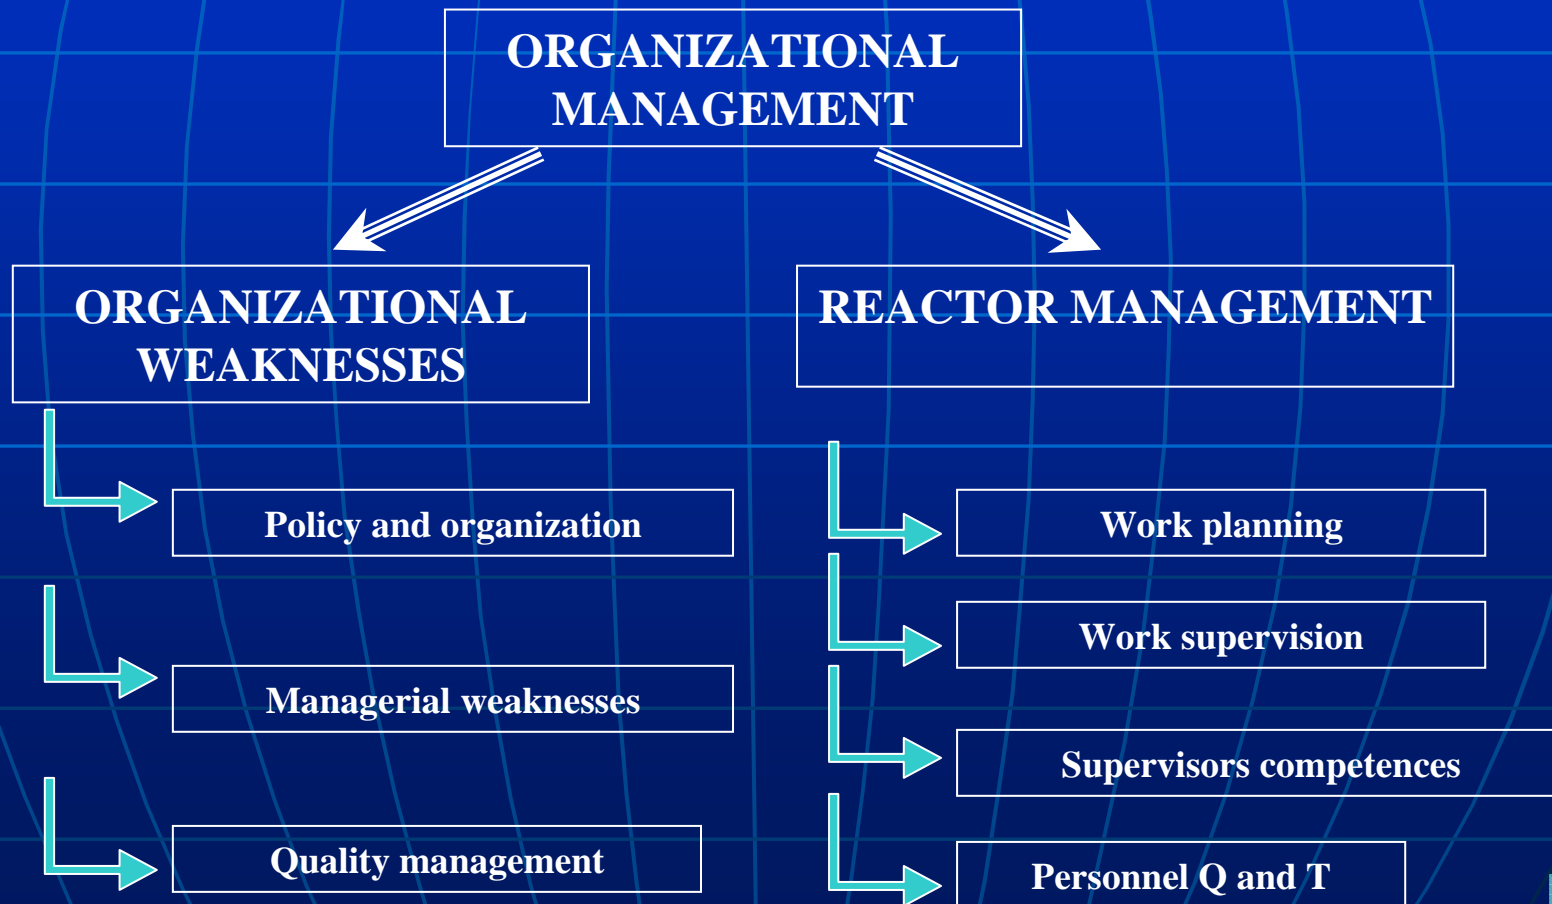 ORGANIZATIONAL
MANAGEMENT
ORGANIZATIONAL
WEAKNESSES
Policy and organization
Managerial weaknesses
Quality management
REACTOR MANAGEMENT
Work planning
Work supervision
Supervisors competences
Personnel Q and T